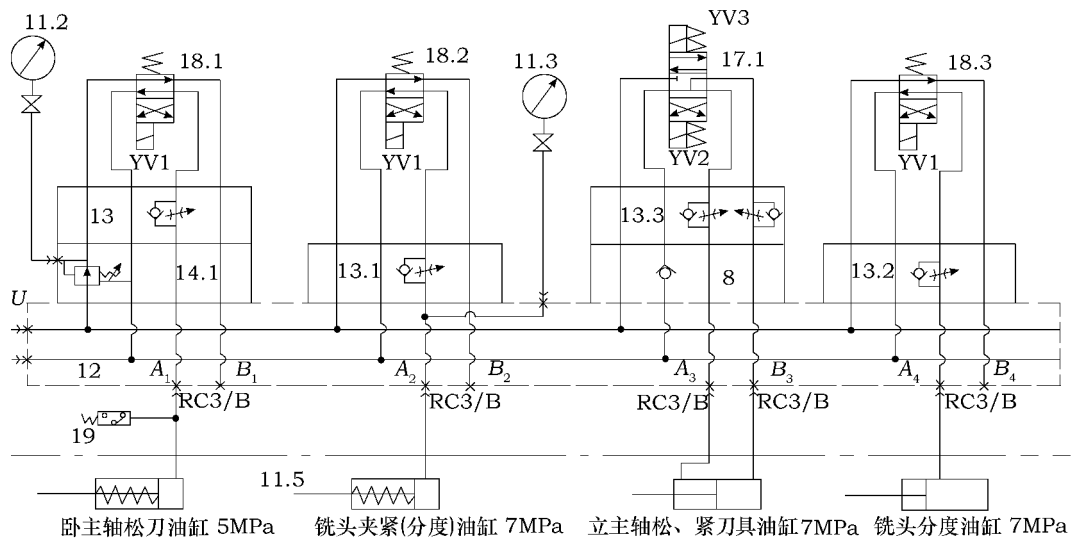 11.2
18.1
18.2
11.3
YV3
17.1
18.3
YV1
YV1
YV2
YV1
13
13.3
14.1
13.1
8
13.2
U
12
A₁
B₁
A₂
B₂
A₃
B₃
A₄
B₄
RC3/B
RC3/B
RC3/B
RC3/B
RC3/B
19
11.5
卧主轴松刀油缸 5MPa
铣头夹紧(分度)油缸 7MPa
立主轴松、紧刀具油缸7MPa
铣头分度油缸 7MPa